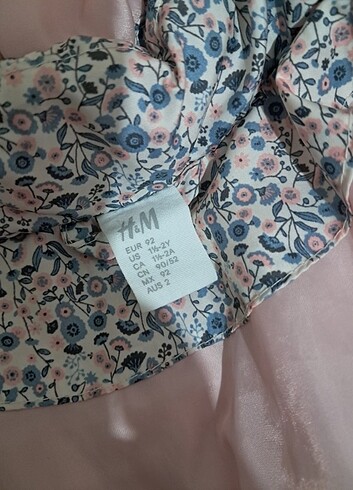 H&M
EUR 92
US 1½-2Y
CA 1½-2A
CN 90/52
MX 92
AUS 2